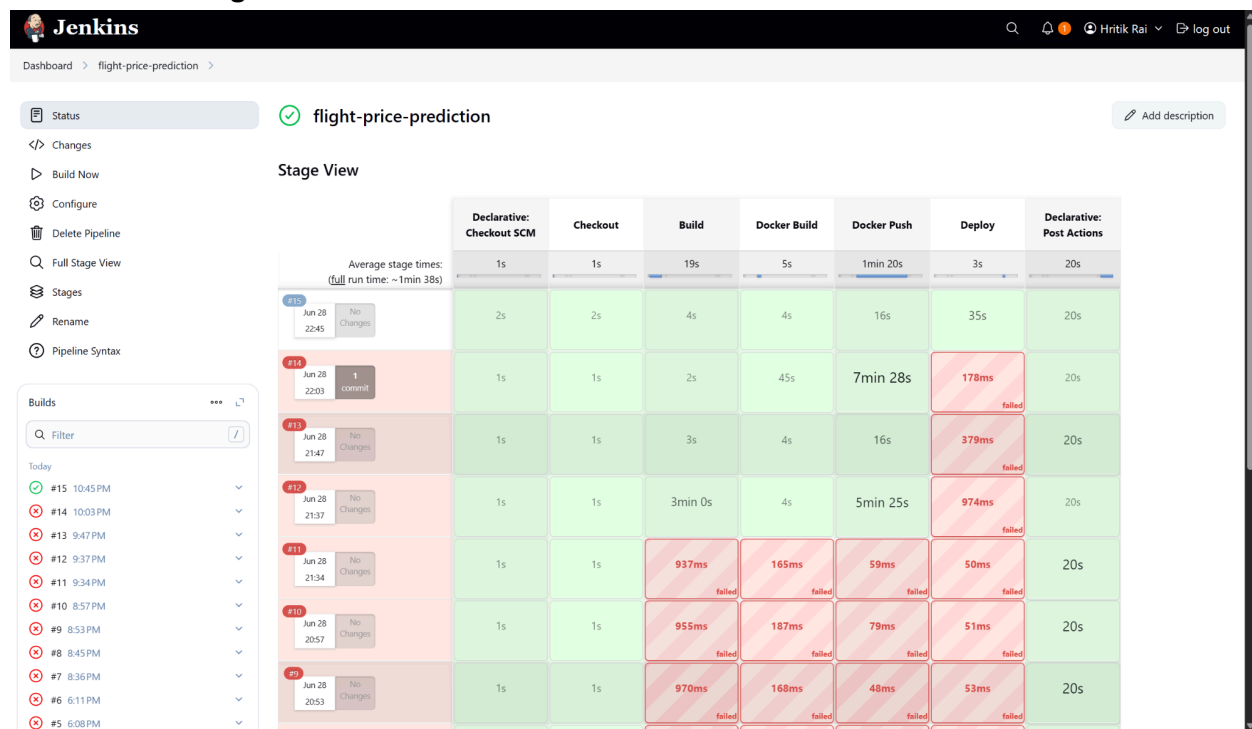 Jenkins
1
Hritik Rai
log out
Dashboard > flight-price-prediction >
Status
Changes
Build Now
Configure
Delete Pipeline
Full Stage View
Stages
Rename
Pipeline Syntax
Builds
Filter
/
Today
#15 10:45 PM
#14 10:03 PM
#13 9:47 PM
#12 9:37 PM
#11 9:34 PM
#10 8:57 PM
#9 8:53 PM
#8 8:45 PM
#7 8:36 PM
#6 6:11 PM
#5 6:08 PM
flight-price-prediction
Add description
Stage View
Declarative: Checkout SCM
Checkout
Build
Docker Build
Docker Push
Deploy
Declarative: Post Actions
Average stage times:
(full run time: ~1min 38s)
1s 1s 19s 5s 1min 20s 3s 20s
#15
Jun 28
22:45
No Changes
2s 2s 4s 4s 16s 35s 20s
#14
Jun 28
22:03
1 commit
1s 1s 2s 45s 7min 28s 178ms failed 20s
#13
Jun 28
21:47
No Changes
1s 1s 3s 4s 16s 379ms failed 20s
#12
Jun 28
21:37
No Changes
1s 1s 3min 0s 4s 5min 25s 974ms failed 20s
#11
Jun 28
21:34
No Changes
1s 1s 937ms failed 165ms failed 59ms failed 50ms failed 20s
#10
Jun 28
20:57
No Changes
1s 1s 955ms failed 187ms failed 79ms failed 51ms failed 20s
#9
Jun 28
20:53
No Changes
1s 1s 970ms failed 168ms failed 48ms failed 53ms failed 20s